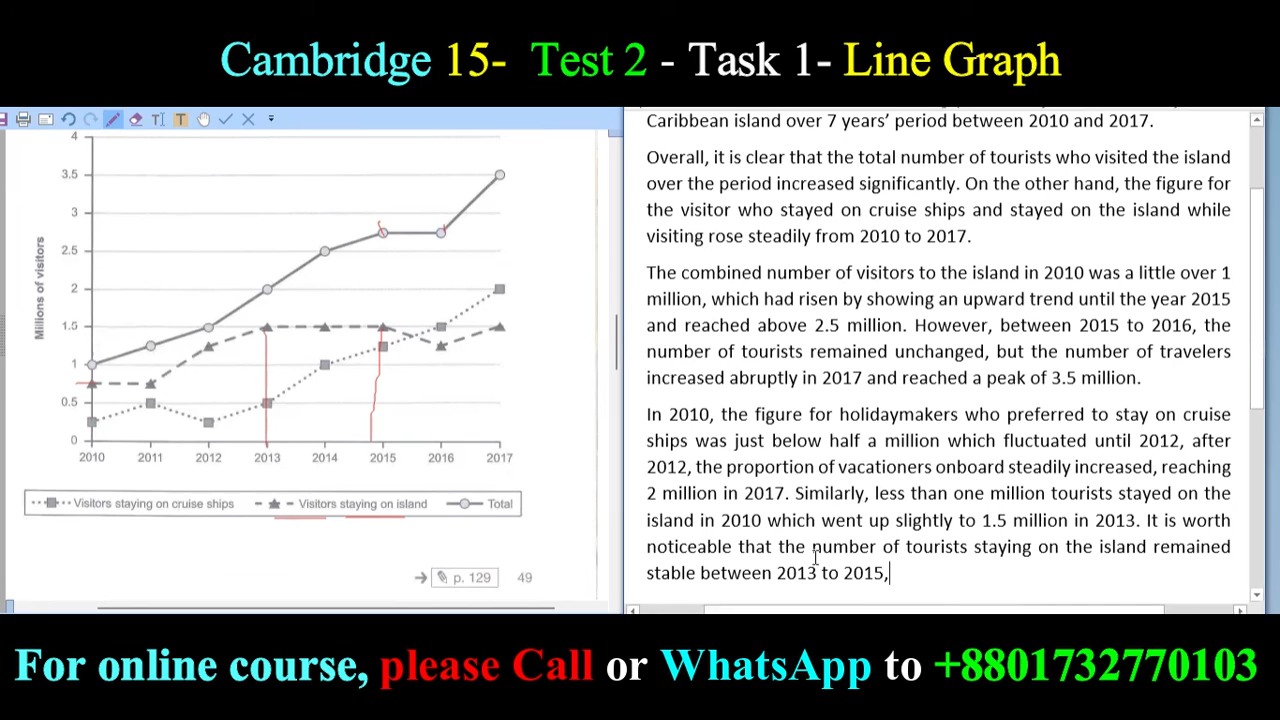 Cambridge 15- Test 2 - Task 1- Line Graph
4
3.5
3
2.5
2
1.5
1
0.5
0
Millions of visitors
2010 2011 2012 2013 2014 2015 2016 2017
Visitors staying on cruise ships Visitors staying on island Total
p. 129 49
Caribbean island over 7 years’ period between 2010 and 2017.
Overall, it is clear that the total number of tourists who visited the island
over the period increased significantly. On the other hand, the figure for
the visitor who stayed on cruise ships and stayed on the island while
visiting rose steadily from 2010 to 2017.
The combined number of visitors to the island in 2010 was a little over 1
million, which had risen by showing an upward trend until the year 2015
and reached above 2.5 million. However, between 2015 to 2016, the
number of tourists remained unchanged, but the number of travelers
increased abruptly in 2017 and reached a peak of 3.5 million.
In 2010, the figure for holidaymakers who preferred to stay on cruise
ships was just below half a million which fluctuated until 2012, after
2012, the proportion of vacationers onboard steadily increased, reaching
2 million in 2017. Similarly, less than one million tourists stayed on the
island in 2010 which went up slightly to 1.5 million in 2013. It is worth
noticeable that the number of tourists staying on the island remained
stable between 2013 to 2015,
For online course, please Call or WhatsApp to +8801732770103